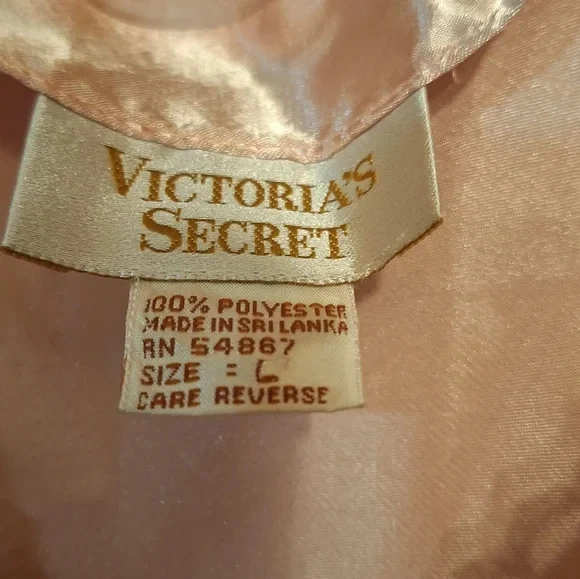 VICTORIA'S
SECRET
100% POLYESTER
MADE IN SRI LANKA
RN 54867
SIZE = L
CARE REVERSE